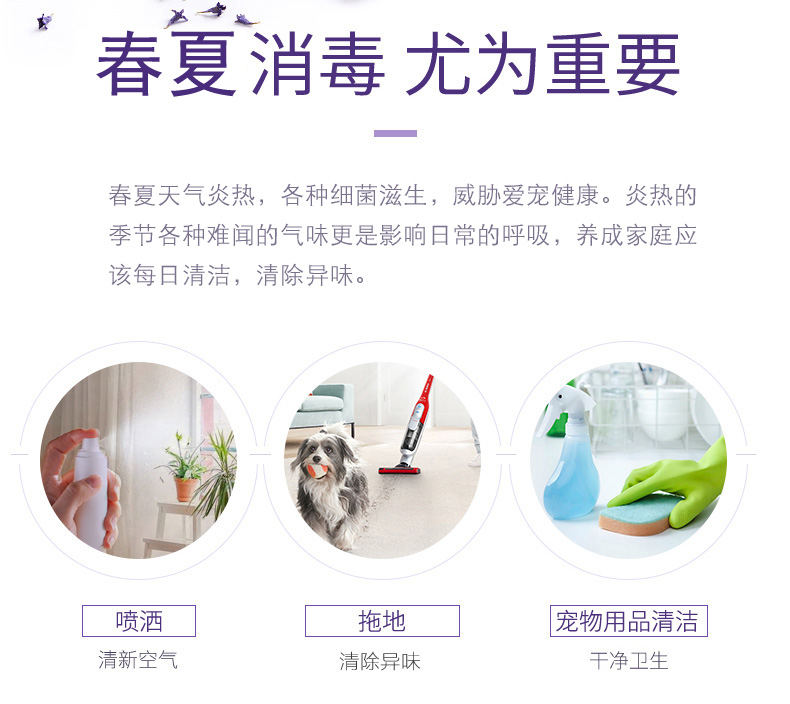 春夏消毒 尤为重要
春夏天气炎热，各种细菌滋生，威胁爱宠健康。炎热的
季节各种难闻的气味更是影响日常的呼吸，养成家庭应
该每日清洁，清除异味。
喷洒
拖地
宠物用品清洁
清新空气
清除异味
干净卫生